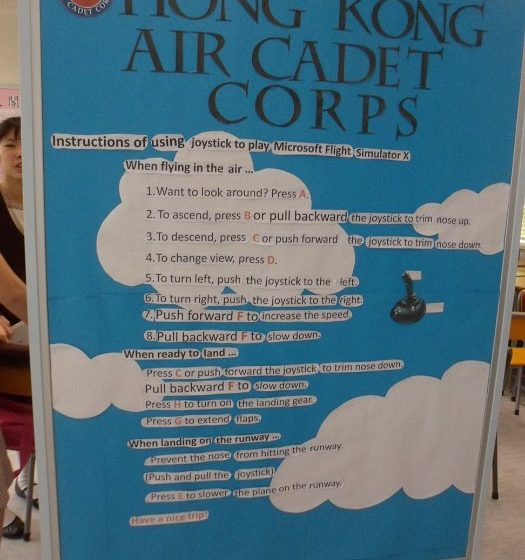 CADET CORPS
HONG KONG
AIR CADET
CORPS
Instructions of using joystick to play Microsoft Flight Simulator X
When flying in the air ...
1.Want to look around? Press A.
2. To ascend, press B or pull backward the joystick to trim nose up.
3.To descend, press C or push forward the joystick to trim nose down.
4.To change view, press D.
5.To turn left, push the joystick to the left.
6.To turn right, push the joystick to the right.
7. Push forward F to increase the speed.
8.Pull backward F to slow down.
When ready to land ...
Press C or push forward the joystick to trim nose down.
Pull backward F to slow down.
Press H to turn on the landing gear.
Press G to extend flaps.
When landing on the runway ...
Prevent the nose from hitting the runway.
(Push and pull the joystick)
Press E to slower the plane on the runway.
Have a nice trip!